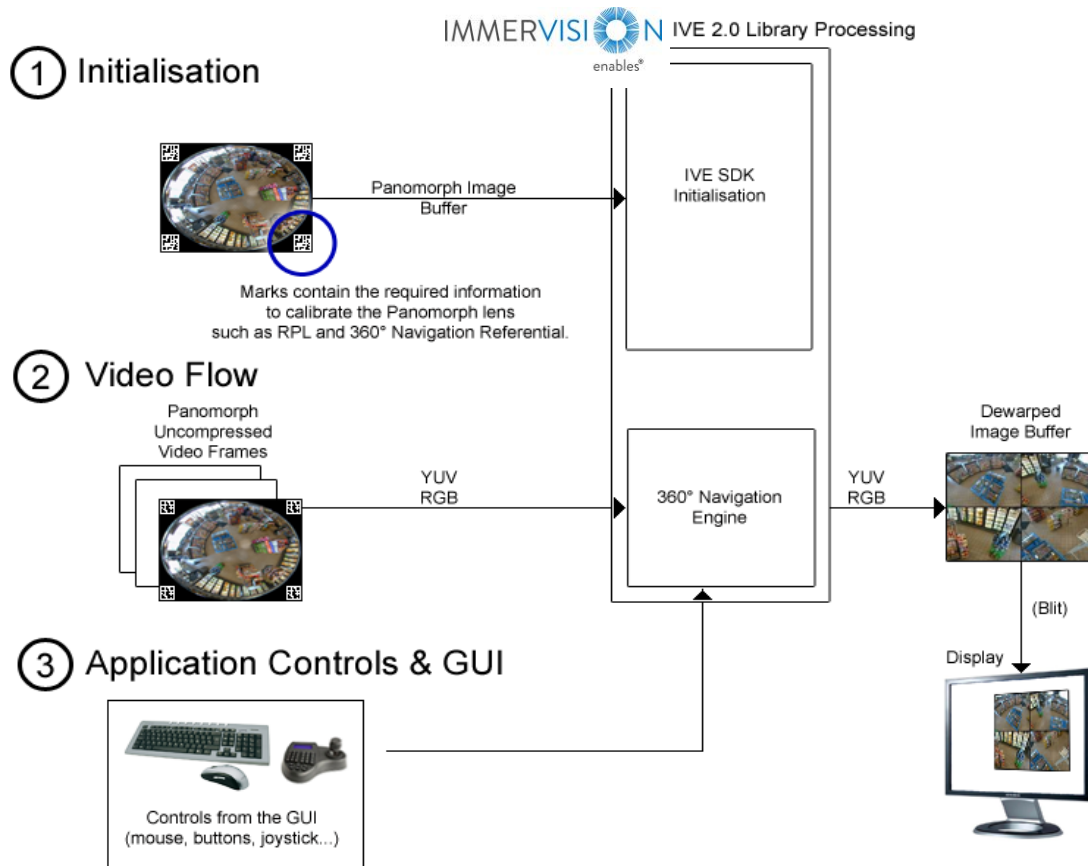 IMMERVISION
enables®
IVE 2.0 Library Processing
1 Initialisation
Panomorph Image
Buffer
IVE SDK
Initialisation
Marks contain the required information
to calibrate the Panomorph lens
such as RPL and 360° Navigation Referential.
2 Video Flow
Panomorph
Uncompressed
Video Frames
YUV
RGB
360° Navigation
Engine
YUV
RGB
Dewarped
Image Buffer
(Blit)
Display
3 Application Controls & GUI
Controls from the GUI
(mouse, buttons, joystick...)